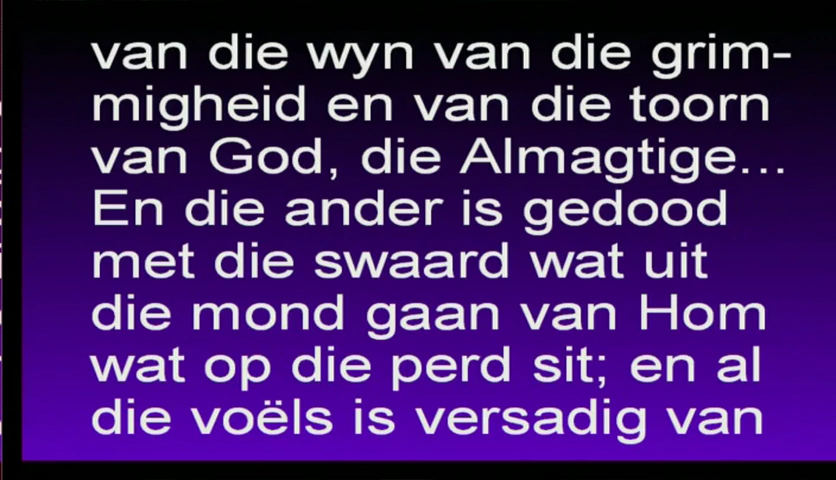 van die wyn van die grim-
migheid en van die toorn
van God, die Almagtige...
En die ander is gedood
met die swaard wat uit
die mond gaan van Hom
wat op die perd sit; en al
die voëls is versadig van